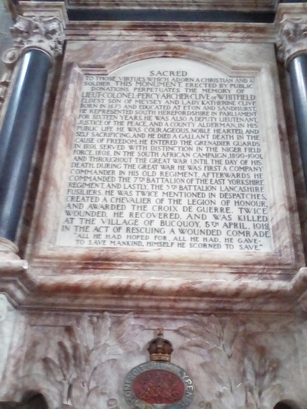 SACRED
TO THOSE VIRTUES WHICH ADORN A CHRISTIAN AND A
SOLDIER THIS MONUMENT, ERECTED BY PUBLIC
DONATIONS, PERPETUATES THE MEMORY OF
LIEUT-COLONEL PERCY ARCHER CLIVE OF WHITFIELD
ELDEST SON OF MEYSEY AND LADY KATHERINE CLIVE.
BORN IN 1873 AND EDUCATED AT ETON AND SANDHURST,
HE REPRESENTED SOUTH HEREFORDSHIRE IN PARLIAMENT
FOR SIXTEEN YEARS, HE WAS ALSO A DEPUTY LIEUTENANT,
JUSTICE OF THE PEACE, AND A COUNTY ALDERMAN. IN HIS
PUBLIC LIFE HE WAS COURAGEOUS, NOBLE HEARTED, AND
SELF SACRIFICING, AND HE DIED A GALLANT DEATH IN THE
CAUSE OF FREEDOM. HE ENTERED THE GRENADIER GUARDS
IN 1891, SERVED WITH DISTINCTION IN THE NIGER FIELD
FORCE, 1898, IN THE SOUTH AFRICAN CAMPAIGN, 1899-1901,
AND THROUGHOUT THE GREAT WAR UNTIL THE DAY OF HIS
DEATH. DURING THE GREAT WAR HE WAS FIRST A COMPANY
COMMANDER IN HIS OLD REGIMENT. AFTERWARDS HE
COMMANDED THE 7TH BATTALION OF THE EAST YORKSHIRE
REGIMENT, AND LASTLY, THE 5TH BATTALION LANCASHIRE
FUSILIERS. HE WAS TWICE MENTIONED IN DESPATCHES,
CREATED A CHEVALIER OF THE LEGION OF HONOUR,
AND AWARDED THE CROIX DE GUERRE. TWICE
WOUNDED, HE RECOVERED, AND WAS KILLED
AT THE VILLAGE OF BUCQUOY, 5TH APRIL, 1918,
IN THE ACT OF RESCUING A WOUNDED COMRADE.
"ALL HE HAD HOPED FOR, ALL HE HAD, HE GAVE
TO SAVE MANKIND, HIMSELF HE SCORNED TO SAVE."